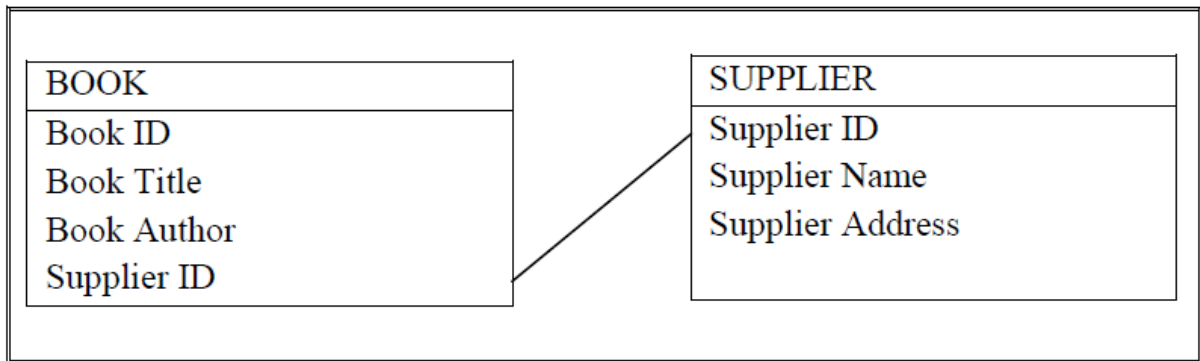 BOOK
Book ID
Book Title
Book Author
Supplier ID
SUPPLIER
Supplier ID
Supplier Name
Supplier Address